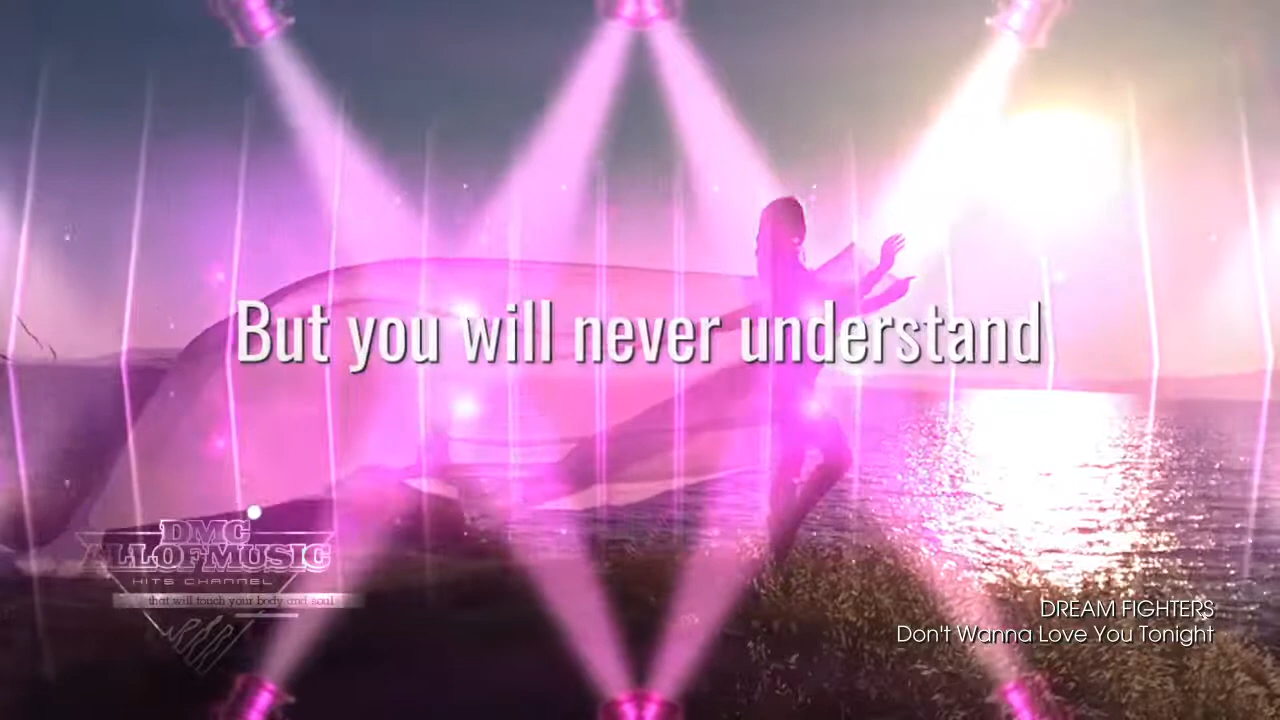 But you will never understand
DMC
ALLOFMUSIC
HITS CHANNEL
that will touch your body and soul
DREAM FIGHTERS
Don't Wanna Love You Tonight